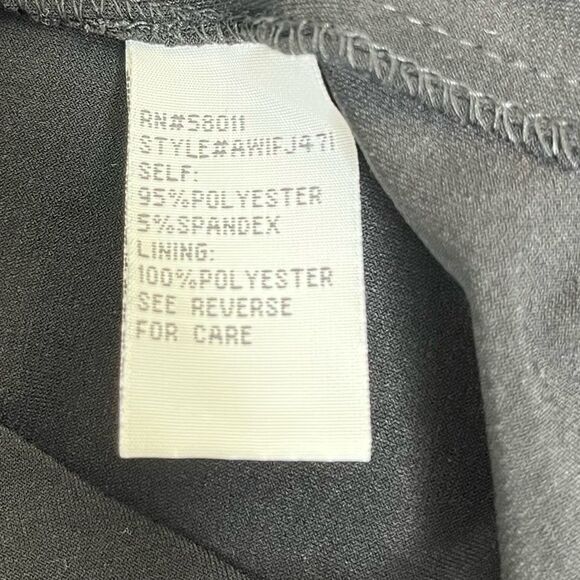 RN#58011
STYLE#AWIFJ471
SELF:
95%POLYESTER
5%SPANDEX
LINING:
100%POLYESTER
SEE REVERSE
FOR CARE